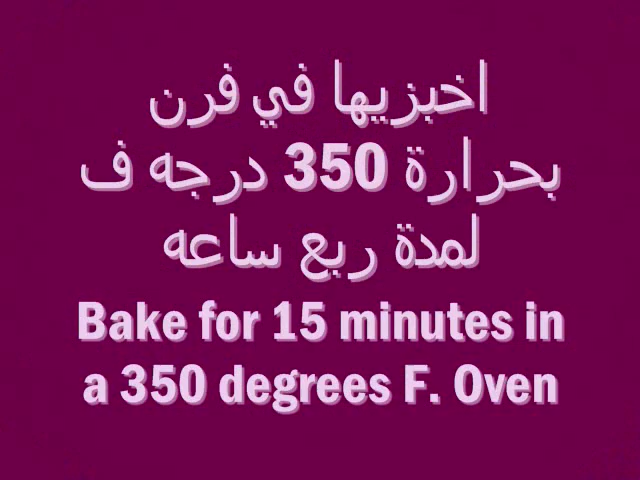 اخبزيها في فرن
بحرارة 350 درجه ف
لمدة ربع ساعه
Bake for 15 minutes in
a 350 degrees F. Oven